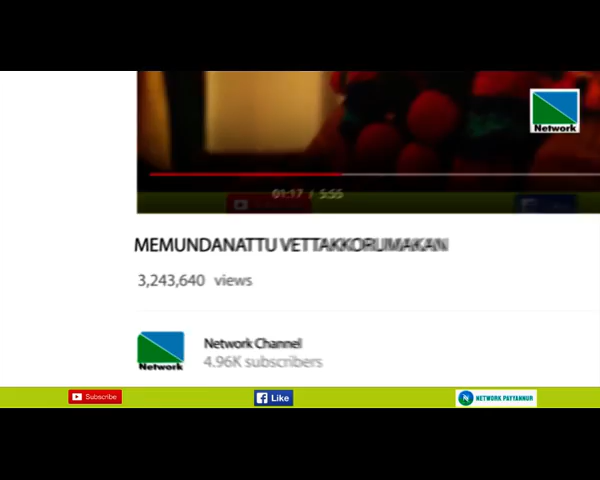 Network
01:17 / 5:55
MEMUNDANATTU VETTAKKORUMAKAN
3,243,640 views
Network Channel
4.96K subscribers
Network
Subscribe
Like
NETWORK PAYYANNUR